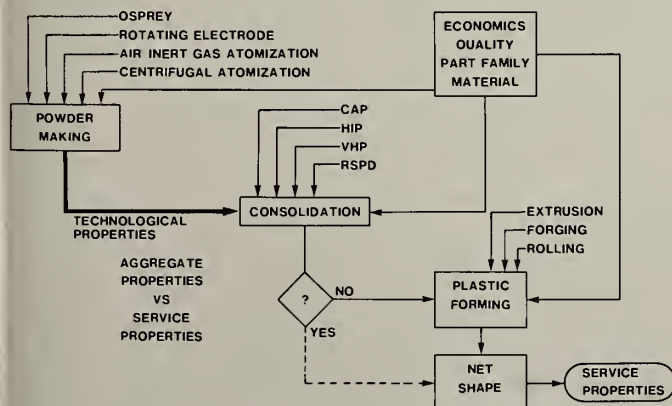 OSPREY
ROTATING ELECTRODE
AIR INERT GAS ATOMIZATION
CENTRIFUGAL ATOMIZATION
ECONOMICS
QUALITY
PART FAMILY
MATERIAL
POWDER
MAKING
CAP
HIP
VHP
RSPD
CONSOLIDATION
TECHNOLOGICAL
PROPERTIES
AGGREGATE
PROPERTIES
VS
SERVICE
PROPERTIES
EXTRUSION
FORGING
ROLLING
?
NO
YES
PLASTIC
FORMING
NET
SHAPE
SERVICE
PROPERTIES